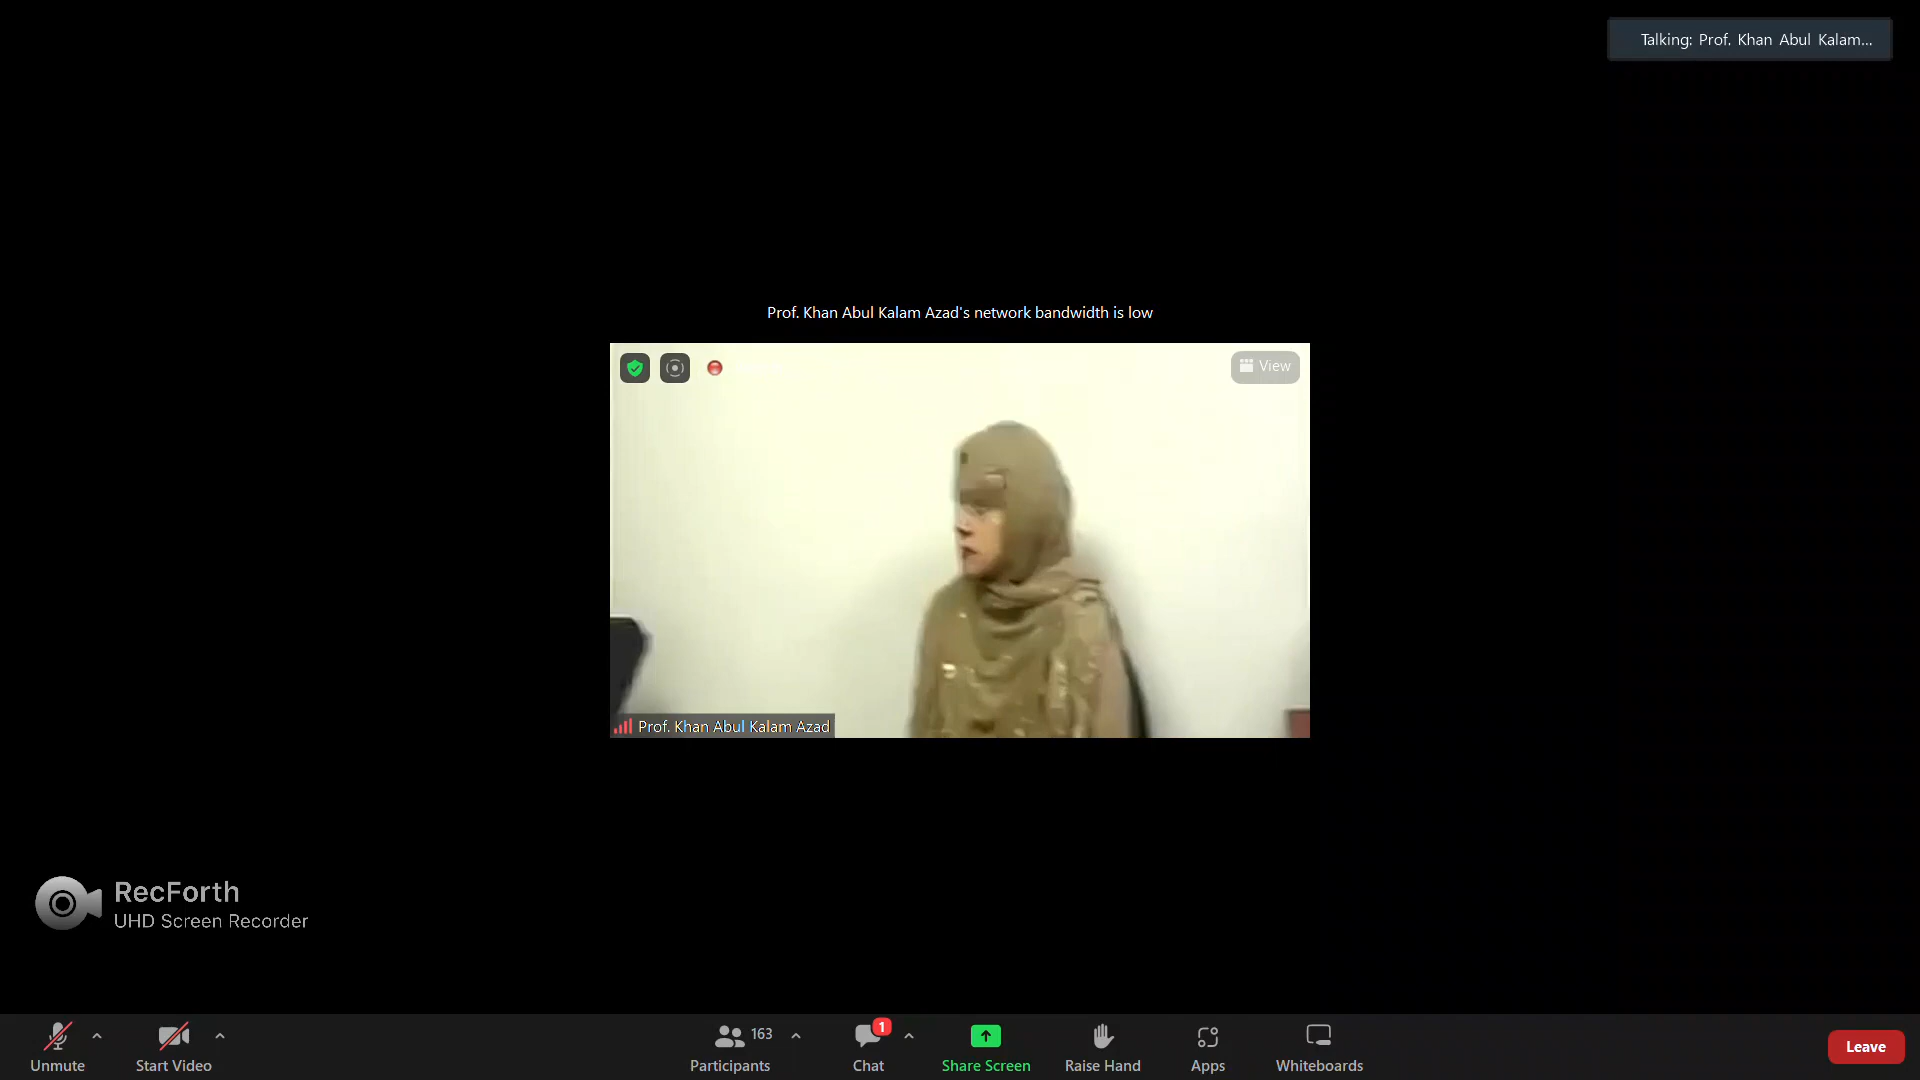 Talking: Prof. Khan Abul Kalam...
Prof. Khan Abul Kalam Azad's network bandwidth is low
View
Prof. Khan Abul Kalam Azad
RecForth
UHD Screen Recorder
Unmute
Start Video
163
Participants
1
Chat
Share Screen
Raise Hand
Apps
Whiteboards
Leave